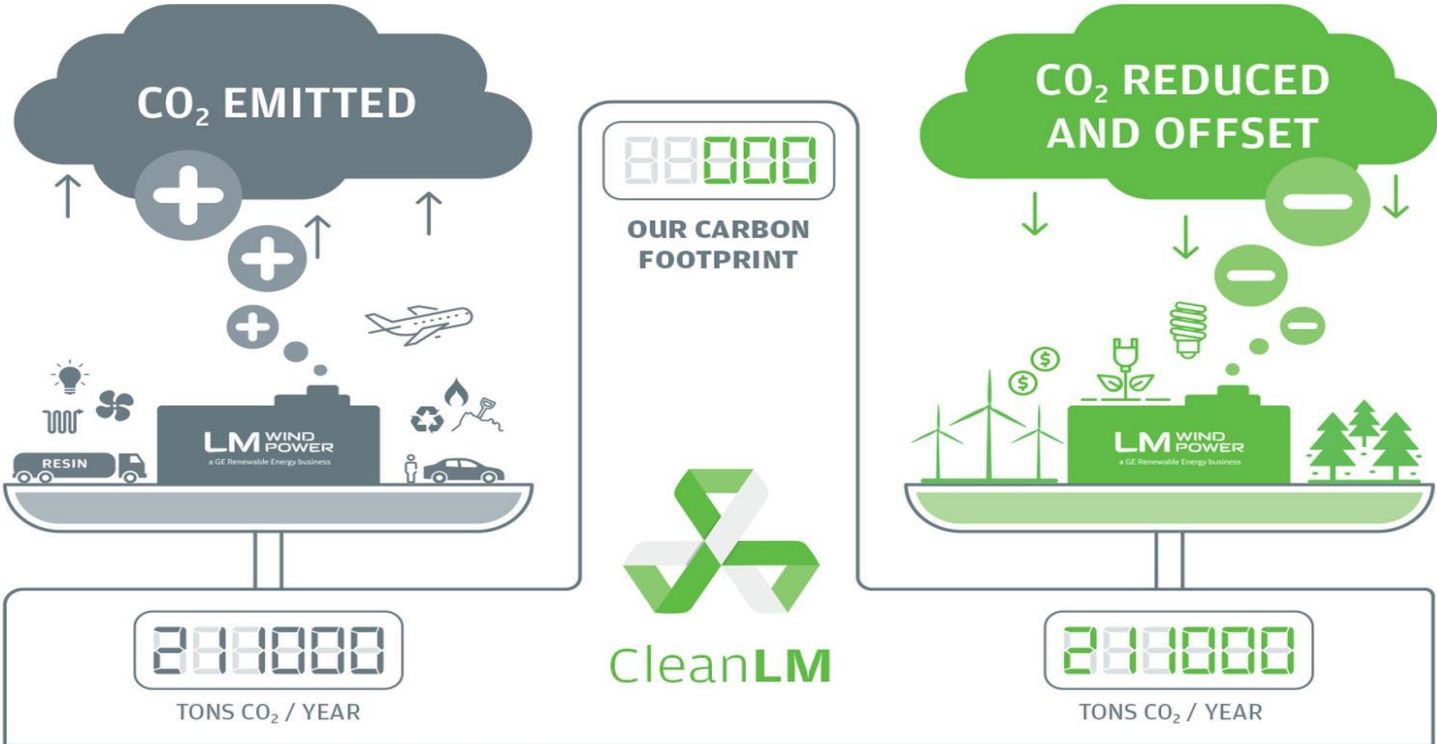 CO₂ EMITTED
CO₂ REDUCED
AND OFFSET
000
OUR CARBON
FOOTPRINT
$
$
RESIN
LM WIND POWER
a GE Renewable Energy business
LM WIND POWER
a GE Renewable Energy business
CleanLM
211000
TONS CO₂ / YEAR
211000
TONS CO₂ / YEAR